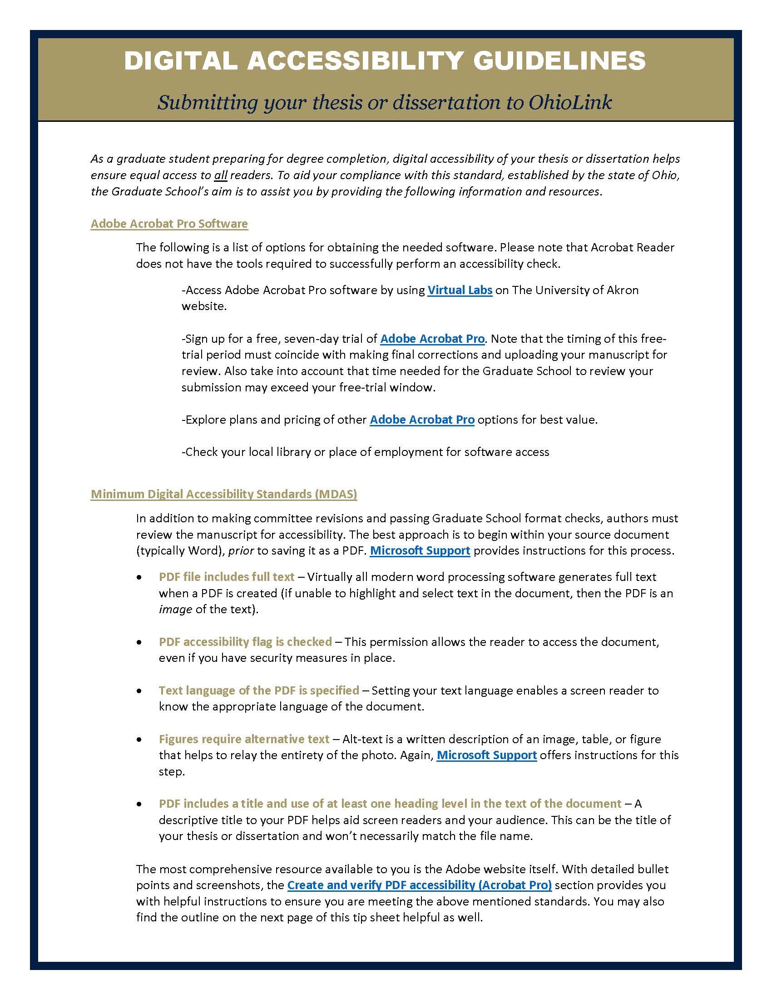 DIGITAL ACCESSIBILITY GUIDELINES
Submitting your thesis or dissertation to OhioLink
As a graduate student preparing for degree completion, digital accessibility of your thesis or dissertation helps
ensure equal access to all readers. To aid your compliance with this standard, established by the state of Ohio,
the Graduate School’s aim is to assist you by providing the following information and resources.
Adobe Acrobat Pro Software
The following is a list of options for obtaining the needed software. Please note that Acrobat Reader
does not have the tools required to successfully perform an accessibility check.
-Access Adobe Acrobat Pro software by using Virtual Labs on The University of Akron
website.
-Sign up for a free, seven-day trial of Adobe Acrobat Pro. Note that the timing of this free-
trial period must coincide with making final corrections and uploading your manuscript for
review. Also take into account that time needed for the Graduate School to review your
submission may exceed your free-trial window.
-Explore plans and pricing of other Adobe Acrobat Pro options for best value.
-Check your local library or place of employment for software access
Minimum Digital Accessibility Standards (MDAS)
In addition to making committee revisions and passing Graduate School format checks, authors must
review the manuscript for accessibility. The best approach is to begin within your source document
(typically Word), prior to saving it as a PDF. Microsoft Support provides instructions for this process.
• PDF file includes full text – Virtually all modern word processing software generates full text
when a PDF is created (if unable to highlight and select text in the document, then the PDF is an
image of the text).
• PDF accessibility flag is checked – This permission allows the reader to access the document,
even if you have security measures in place.
• Text language of the PDF is specified – Setting your text language enables a screen reader to
know the appropriate language of the document.
• Figures require alternative text – Alt-text is a written description of an image, table, or figure
that helps to relay the entirety of the photo. Again, Microsoft Support offers instructions for this
step.
• PDF includes a title and use of at least one heading level in the text of the document – A
descriptive title to your PDF helps aid screen readers and your audience. This can be the title of
your thesis or dissertation and won’t necessarily match the file name.
The most comprehensive resource available to you is the Adobe website itself. With detailed bullet
points and screenshots, the Create and verify PDF accessibility (Acrobat Pro) section provides you
with helpful instructions to ensure you are meeting the above mentioned standards. You may also
find the outline on the next page of this tip sheet helpful as well.